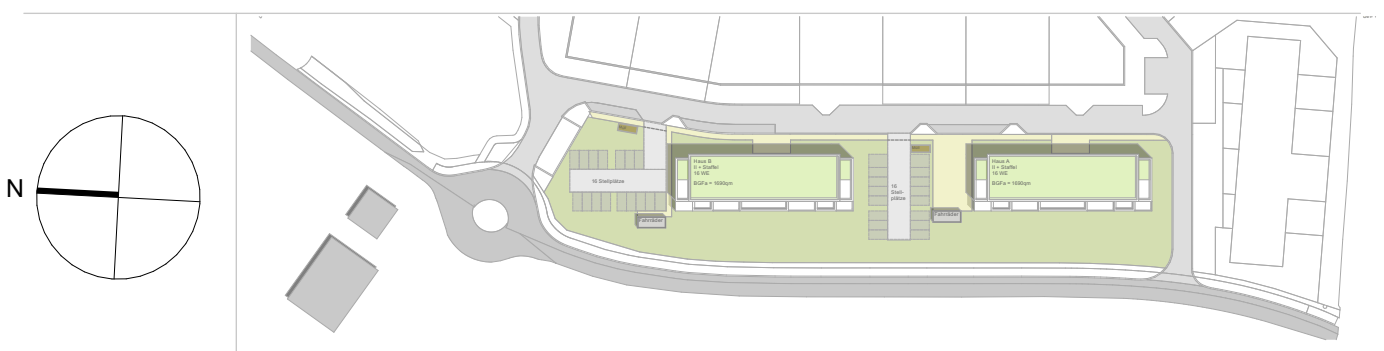 N
16 Stellplätze
Haus B
II + Staffel
16 WE
BGFa = 1690qm
Fahrräder
16
Stell-
plätze
Fahrräder
Haus A
II + Staffel
16 WE
BGFa = 1690qm